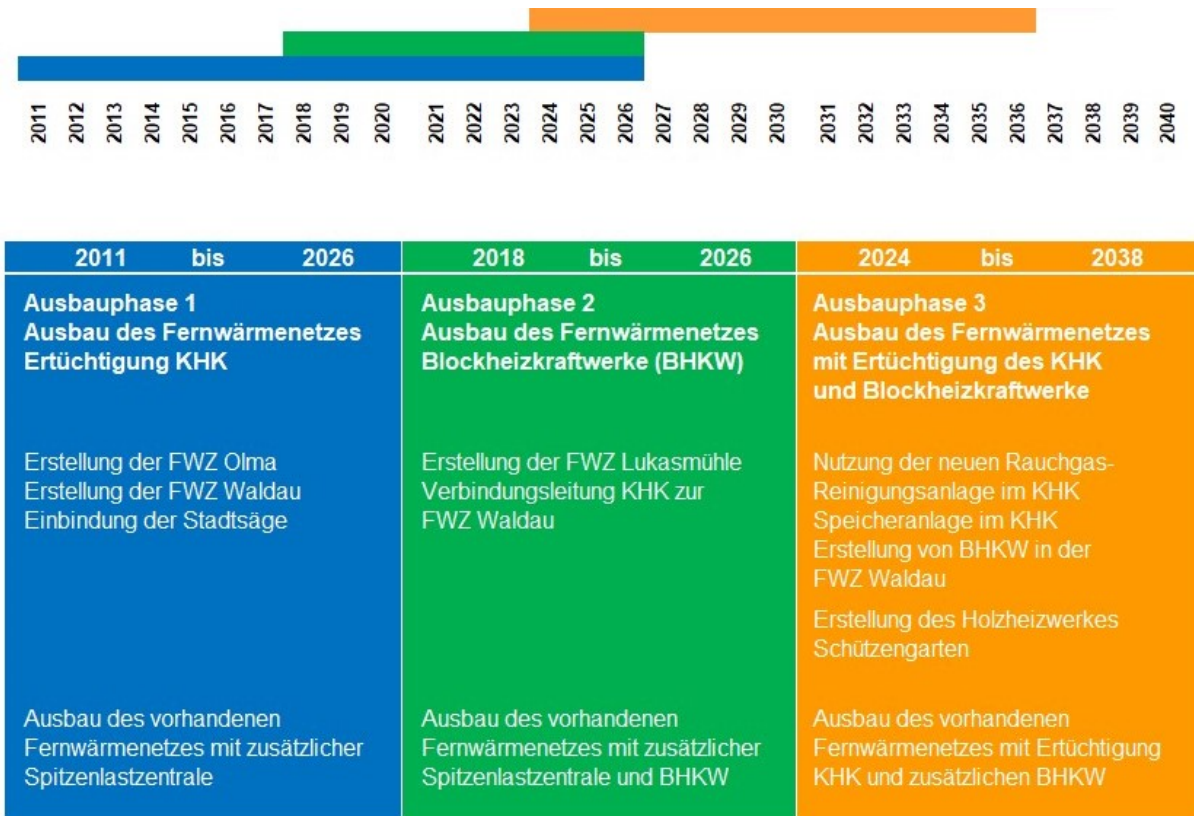 2011 2012 2013 2014 2015 2016 2017 2018 2019 2020 2021 2022 2023 2024 2025 2026 2027 2028 2029 2030 2031 2032 2033 2034 2035 2036 2037 2038 2039 2040
2011 bis 2026
Ausbauphase 1
Ausbau des Fernwärmenetzes
Ertüchtigung KHK
Erstellung der FWZ Olma
Erstellung der FWZ Waldau
Einbindung der Stadtsäge
Ausbau des vorhandenen
Fernwärmenetzes mit zusätzlicher
Spitzenlastzentrale
2018 bis 2026
Ausbauphase 2
Ausbau des Fernwärmenetzes
Blockheizkraftwerke (BHKW)
Erstellung der FWZ Lukasmühle
Verbindungsleitung KHK zur
FWZ Waldau
Ausbau des vorhandenen
Fernwärmenetzes mit zusätzlicher
Spitzenlastzentrale und BHKW
2024 bis 2038
Ausbauphase 3
Ausbau des Fernwärmenetzes
mit Ertüchtigung des KHK
und Blockheizkraftwerke
Nutzung der neuen Rauchgas-
Reinigungsanlage im KHK
Speicheranlage im KHK
Erstellung von BHKW in der
FWZ Waldau
Erstellung des Holzheizwerkes
Schützengarten
Ausbau des vorhandenen
Fernwärmenetzes mit Ertüchtigung
KHK und zusätzlichen BHKW